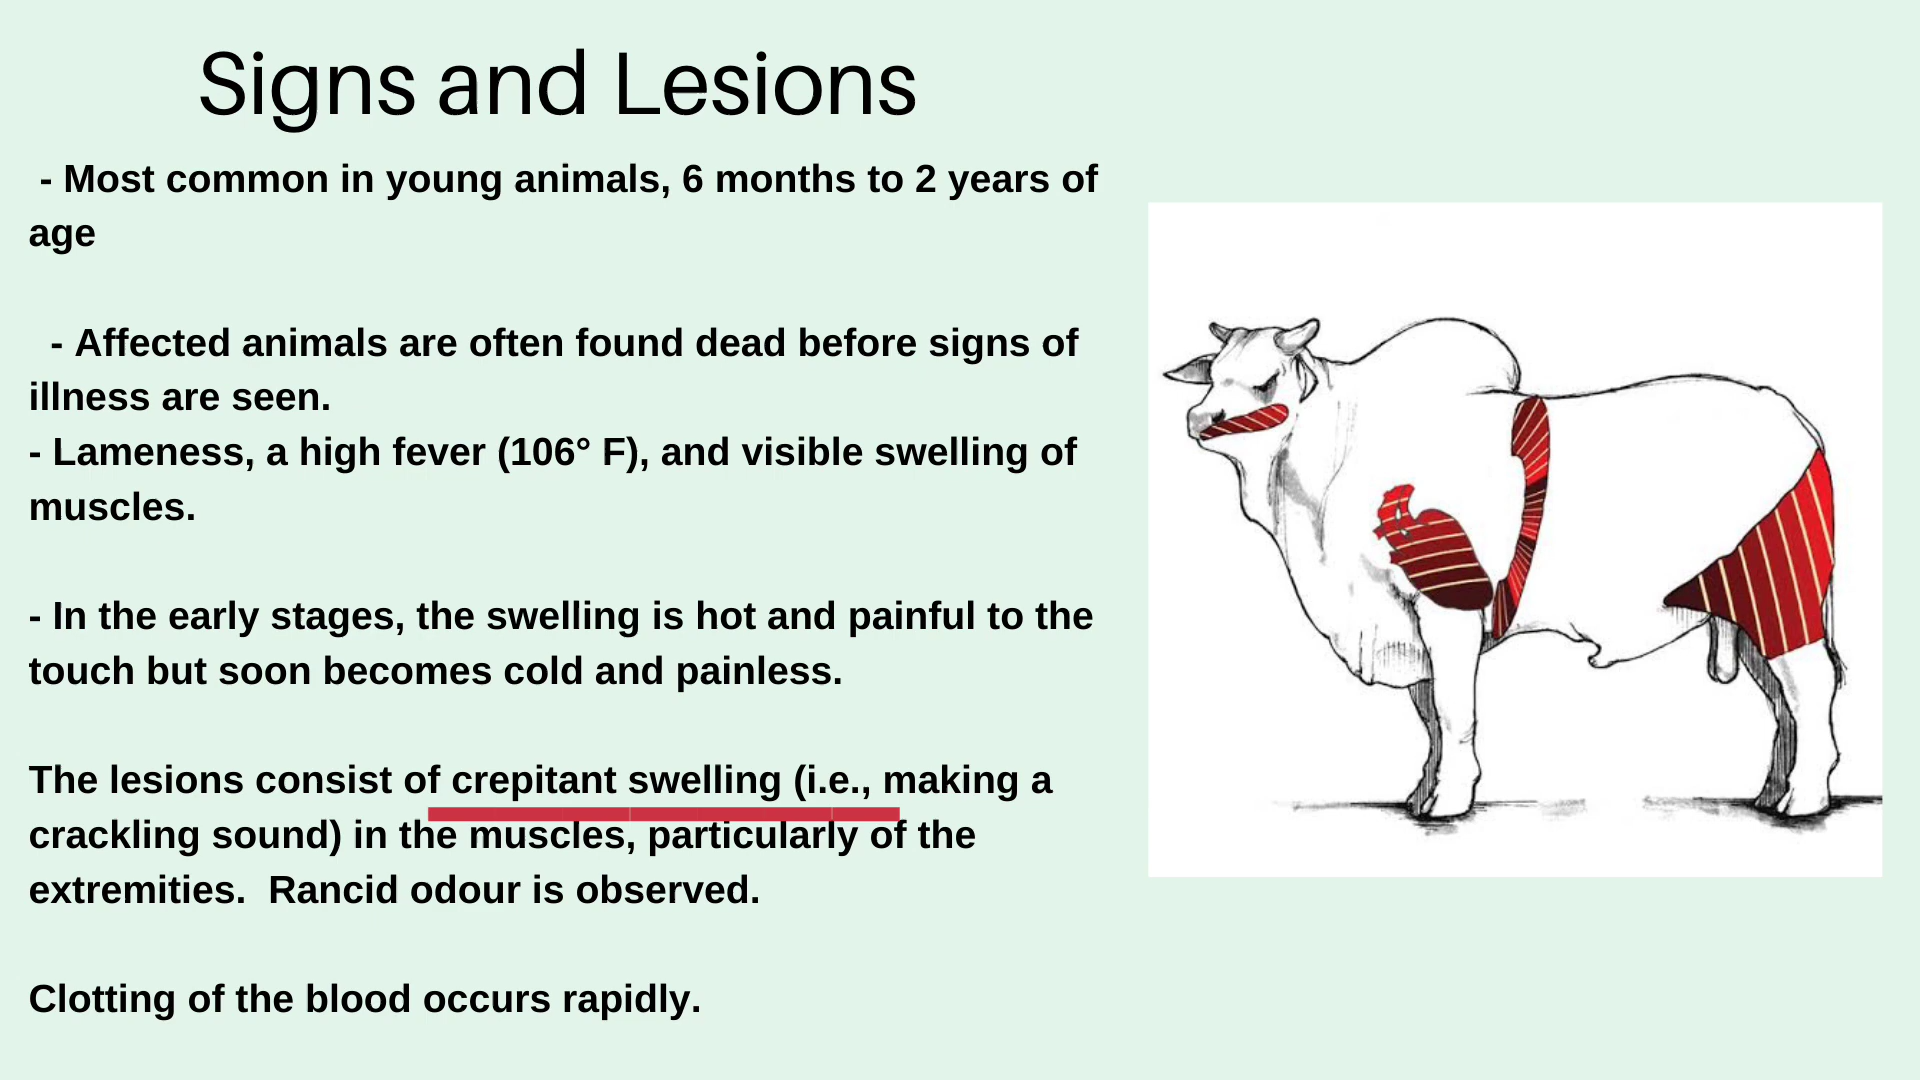 Signs and Lesions
- Most common in young animals, 6 months to 2 years of
age
- Affected animals are often found dead before signs of
illness are seen.
- Lameness, a high fever (106° F), and visible swelling of
muscles.
- In the early stages, the swelling is hot and painful to the
touch but soon becomes cold and painless.
The lesions consist of crepitant swelling (i.e., making a
crackling sound) in the muscles, particularly of the
extremities.  Rancid odour is observed.
Clotting of the blood occurs rapidly.